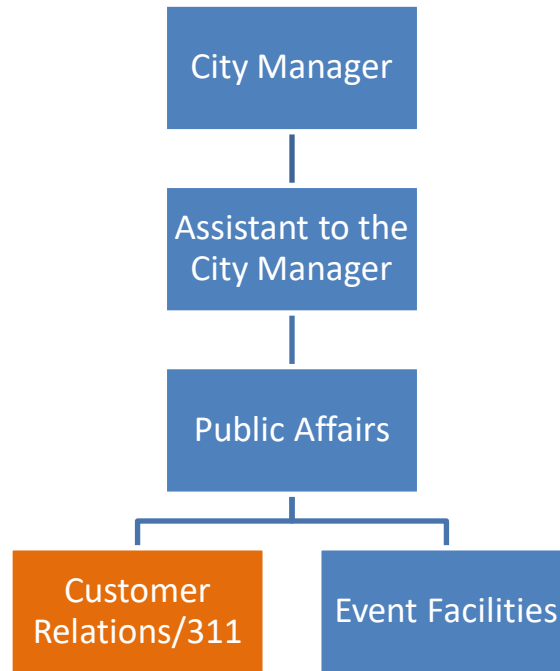 City Manager
Assistant to the
City Manager
Public Affairs
Customer
Relations/311
Event Facilities